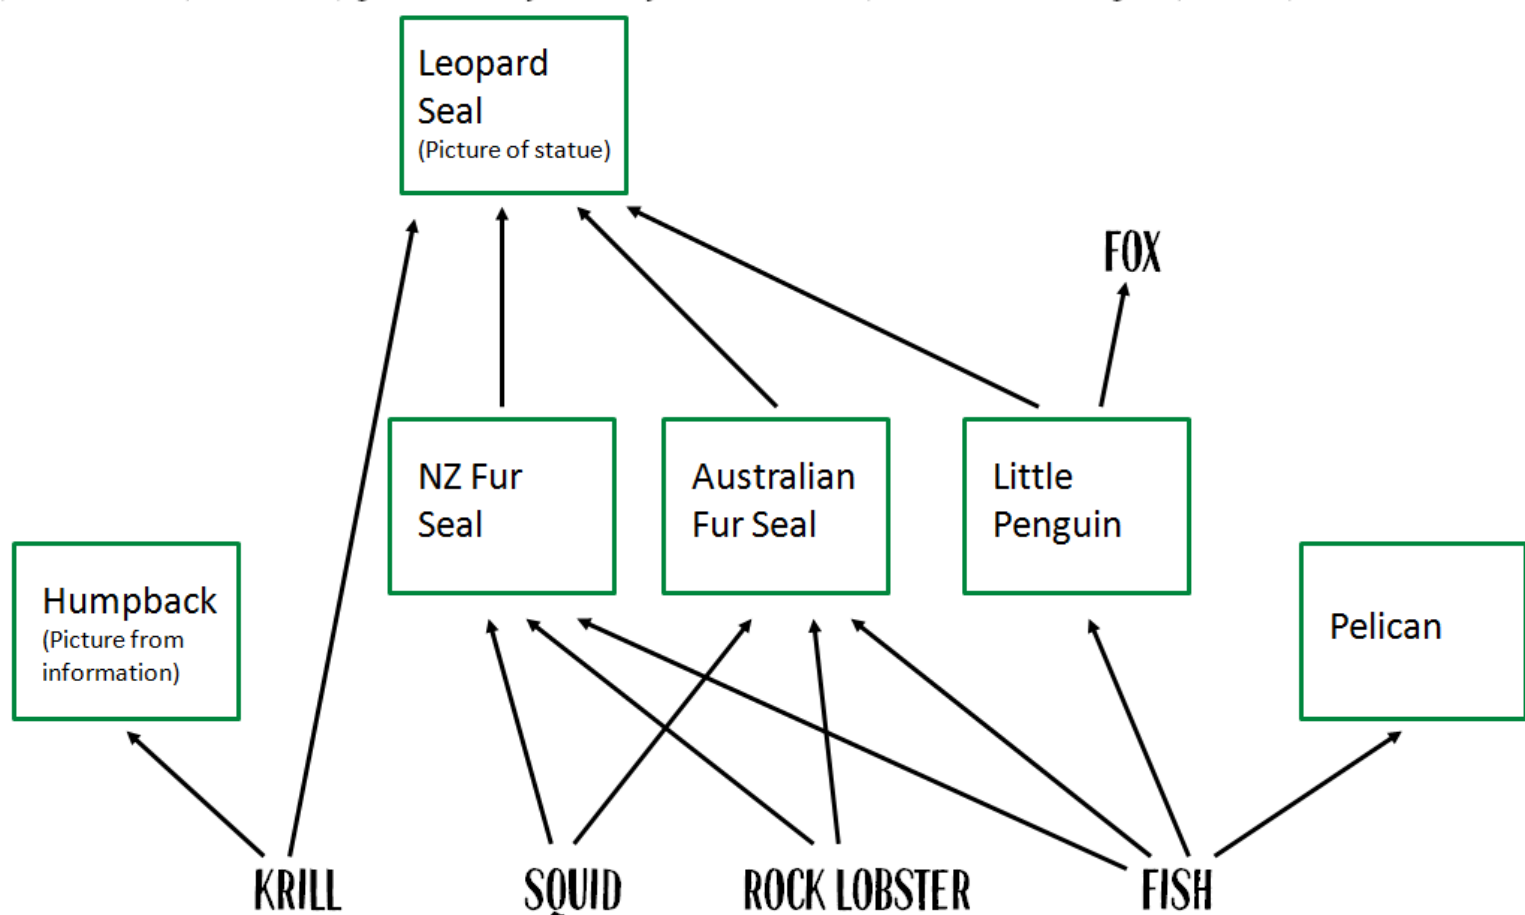 Leopard
Seal
(Picture of statue)
FOX
NZ Fur
Seal
Australian
Fur Seal
Little
Penguin
Humpback
(Picture from
information)
Pelican
KRILL
SQUID
ROCK LOBSTER
FISH